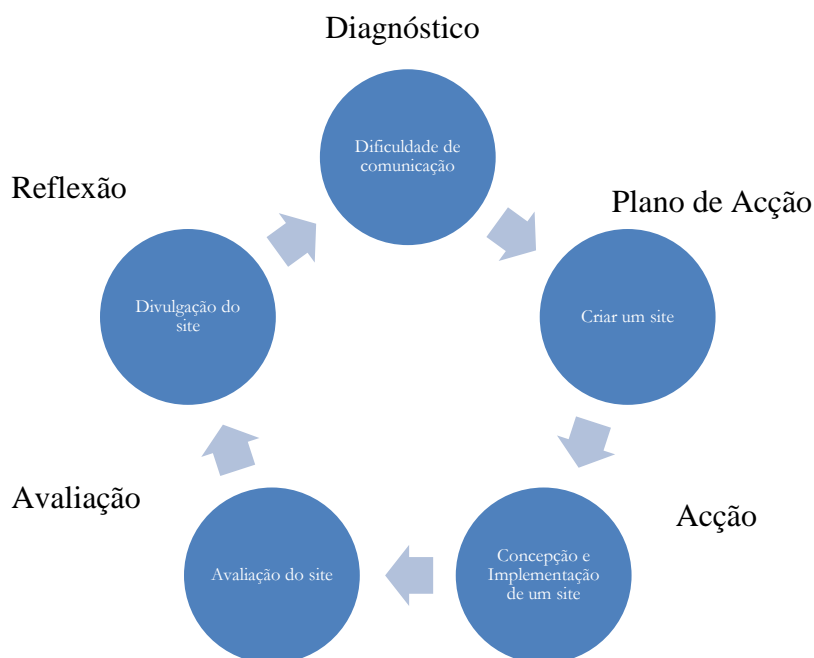 Diagnóstico
Dificuldade de
comunicação
Plano de Acção
Criar um site
Acção
Concepção e
Implementação
de um site
Avaliação
Avaliação do site
Reflexão
Divulgação do
site